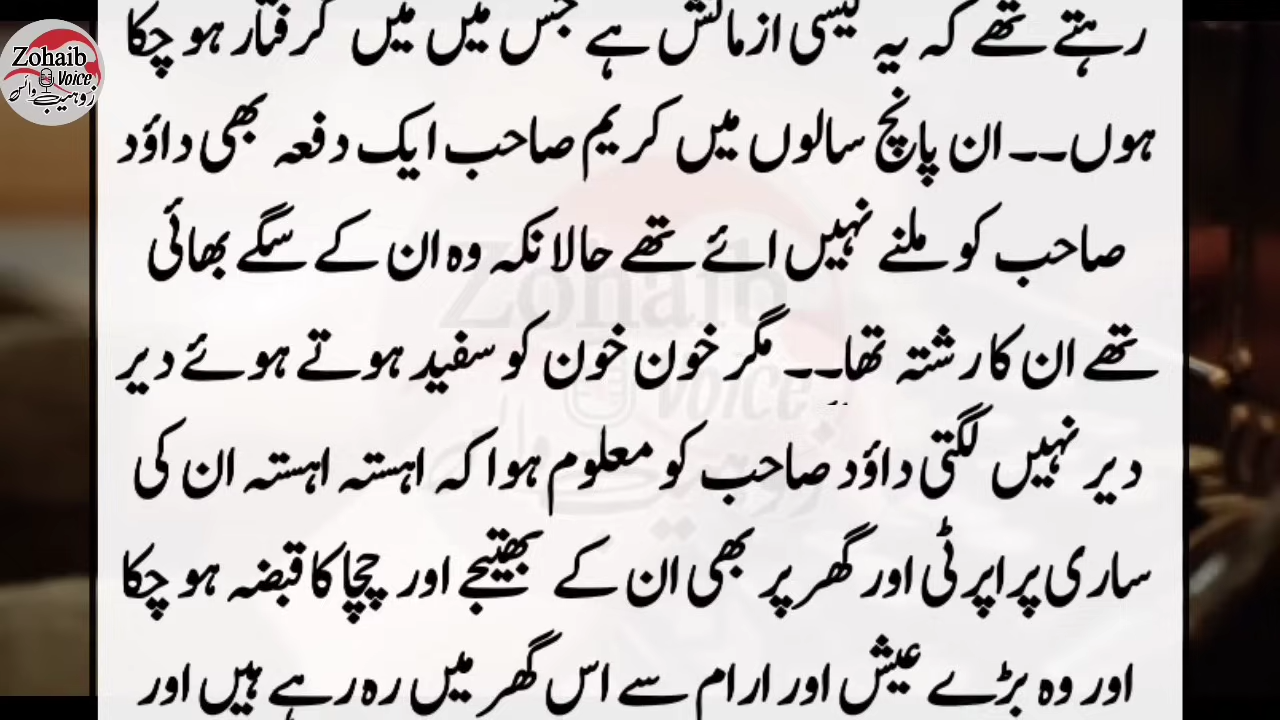 Zohaib
Voice
زوہیب وائس
رہتے تھے کہ یہ کیسی ازمائش ہے جس میں میں گرفتار ہو چکا
ہوں۔۔ ان پانچ سالوں میں کریم صاحب ایک دفعہ بھی داؤد
صاحب کو ملنے نہیں ائے تھے حالانکہ وہ ان کے سگے بھائی
تھے ان کا رشتہ تھا۔۔ مگر خون خون کو سفید ہوتے ہوئے دیر
دیر نہیں لگتی داؤد صاحب کو معلوم ہوا کہ اہستہ اہستہ ان کی
ساری پراپرٹی اور گھر پر بھی ان کے بھتیجے اور چچا کا قبضہ ہو چکا
اور وہ بڑے عیش اور ارام سے اس گھر میں رہ رہے ہیں اور